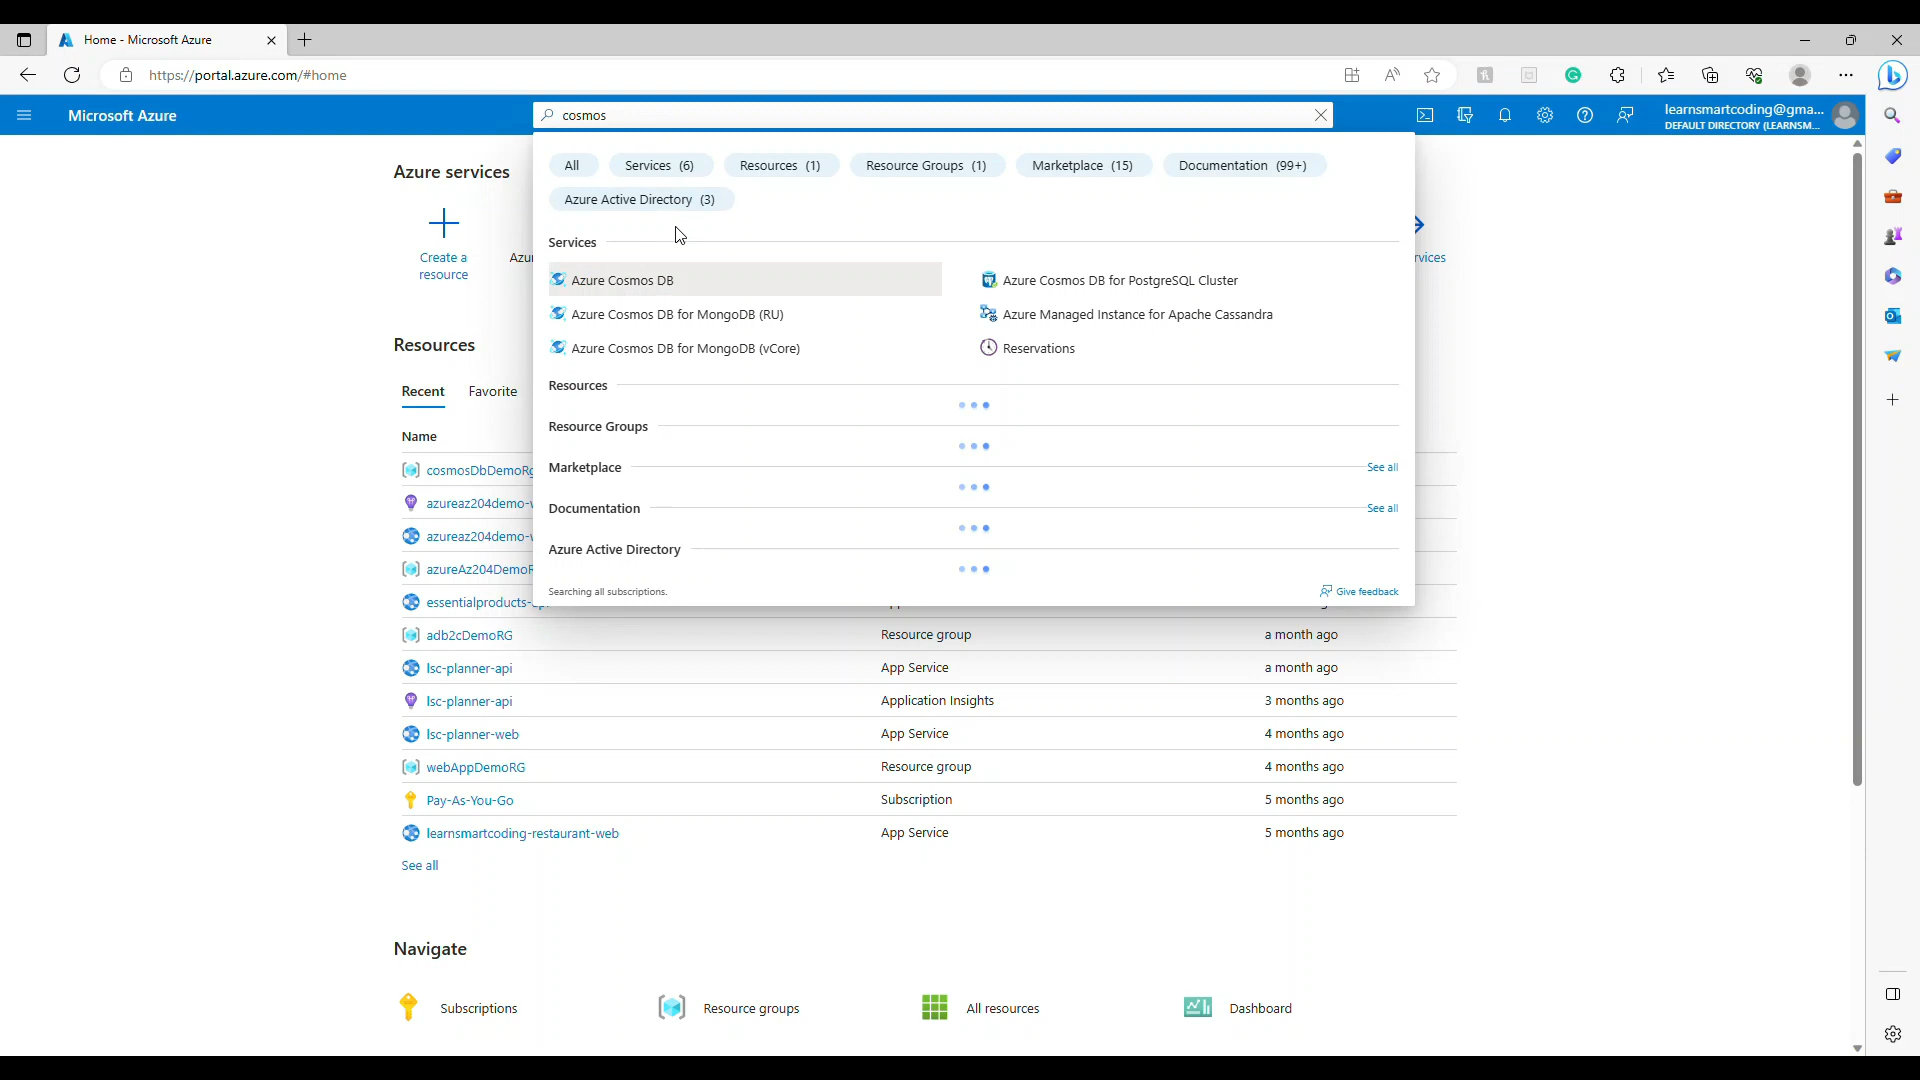 Home - Microsoft Azure
https://portal.azure.com/#home
Microsoft Azure
cosmos
learnsmartcoding@gma...
DEFAULT DIRECTORY (LEARNSM...
All
Services (6)
Resources (1)
Resource Groups (1)
Marketplace (15)
Documentation (99+)
Azure Active Directory (3)
Azure services
Create a
resource
Azu
rvices
Services
Azure Cosmos DB
Azure Cosmos DB for PostgreSQL Cluster
Azure Cosmos DB for MongoDB (RU)
Azure Managed Instance for Apache Cassandra
Azure Cosmos DB for MongoDB (vCore)
Reservations
Resources
Resource Groups
Marketplace
See all
Documentation
See all
Azure Active Directory
Searching all subscriptions.
Give feedback
Resources
Recent
Favorite
Name
cosmosDbDemoRg
azureaz204demo-w
azureaz204demo-w
azureAz204DemoR
essentialproducts-
adb2cDemoRG
Resource group
a month ago
lsc-planner-api
App Service
a month ago
lsc-planner-api
Application Insights
3 months ago
lsc-planner-web
App Service
4 months ago
webAppDemoRG
Resource group
4 months ago
Pay-As-You-Go
Subscription
5 months ago
learnsmartcoding-restaurant-web
App Service
5 months ago
See all
Navigate
Subscriptions
Resource groups
All resources
Dashboard